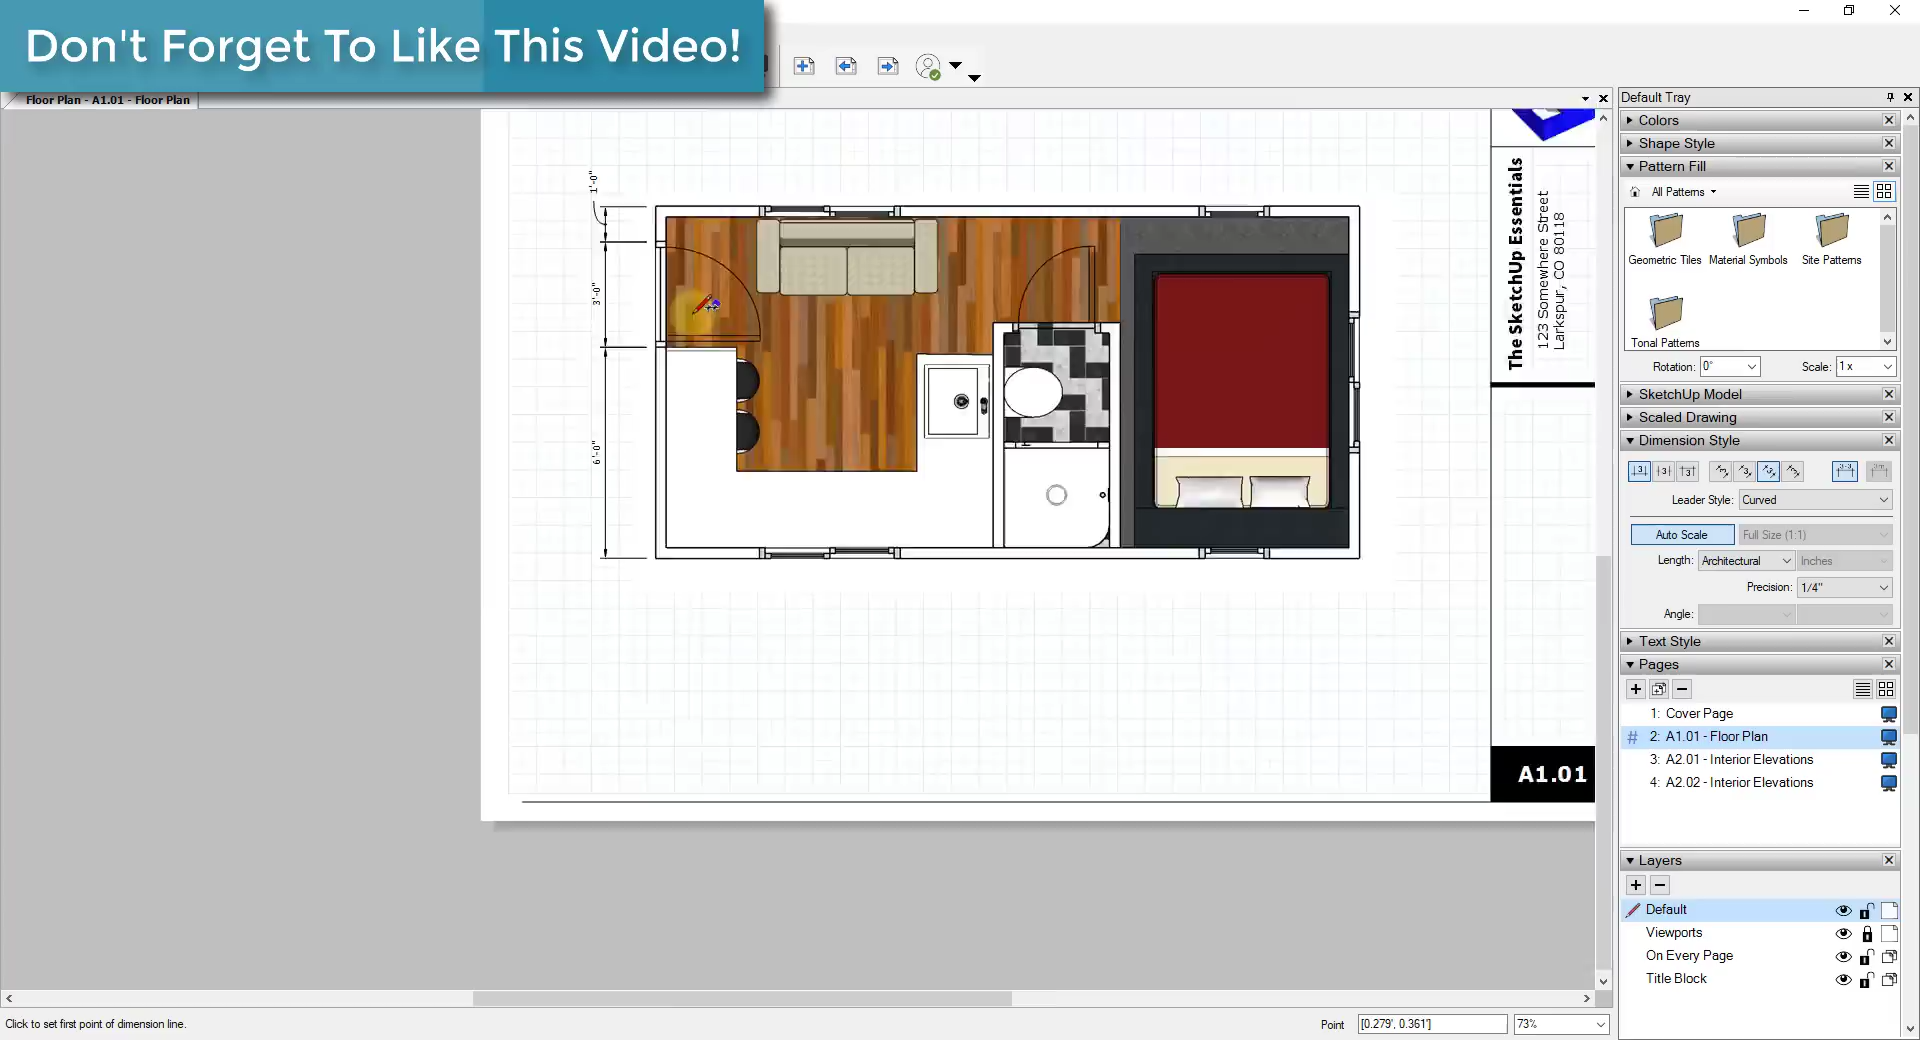 Don't Forget To Like This Video!
Floor Plan - A1.01 - Floor Plan
1'-0"
3'-0"
6'-0"
The SketchUp Essentials
123 Somewhere Street
Larkspur, CO 80118
A1.01
Default Tray
Colors
Shape Style
Pattern Fill
All Patterns
Geometric Tiles
Material Symbols
Site Patterns
Tonal Patterns
Rotation: 0°
Scale: 1 x
SketchUp Model
Scaled Drawing
Dimension Style
Leader Style: Curved
Auto Scale
Full Size (1:1)
Length: Architectural
Inches
Precision: 1/4"
Angle:
Text Style
Pages
1: Cover Page
# 2: A1.01 - Floor Plan
3: A2.01 - Interior Elevations
4: A2.02 - Interior Elevations
Layers
Default
Viewports
On Every Page
Title Block
Click to set first point of dimension line.
Point [0.279', 0.361'] 73%